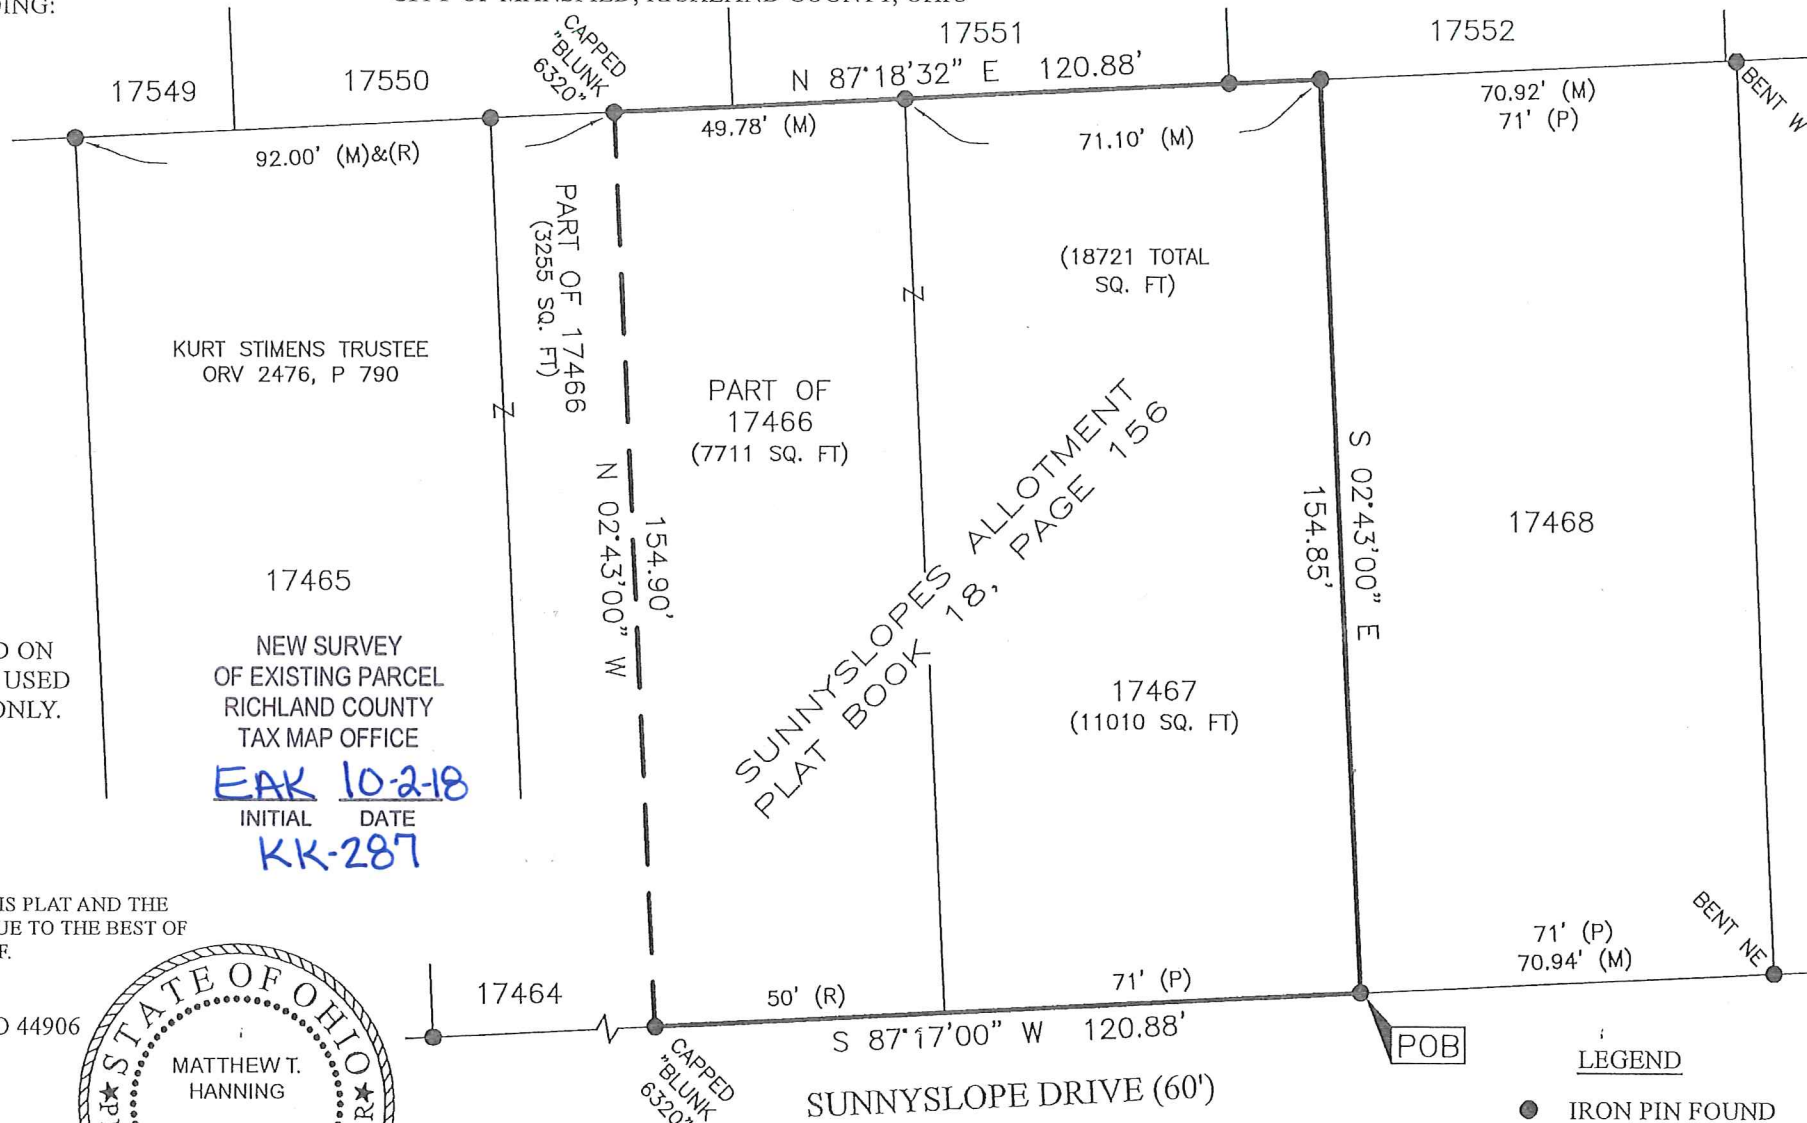 DING:
17549
17550
CAPPED
"BLUNK
6320"
17551
17552
N 87°18'32" E 120.88'
92.00' (M)&(R)
49.78' (M)
71.10' (M)
70.92' (M)
71' (P)
BENT W
PART OF 17466
(3255 SQ. FT)
(18721 TOTAL
SQ. FT)
KURT STIMENS TRUSTEE
ORV 2476, P 790
Z
Z
PART OF
17466
(7711 SQ. FT)
N 02°43'00" W
154.90'
SUNNYSLOPES ALLOTMENT
PLAT BOOK 18, PAGE 156
S 02°43'00" E
154.85'
17468
17465
D ON
USED
ONLY.
NEW SURVEY
OF EXISTING PARCEL
RICHLAND COUNTY
TAX MAP OFFICE
EAK 10-2-18
INITIAL DATE
KK-287
17467
(11010 SQ. FT)
IS PLAT AND THE
UE TO THE BEST OF
F.
O 44906
STATE OF OHIO
MATTHEW T.
HANNING
17464
50' (R)
71' (P)
S 87°17'00" W 120.88'
CAPPED
"BLUNK
6320"
SUNNYSLOPE DRIVE (60')
POB
71' (P)
70.94' (M)
BENT NE
LEGEND
IRON PIN FOUND